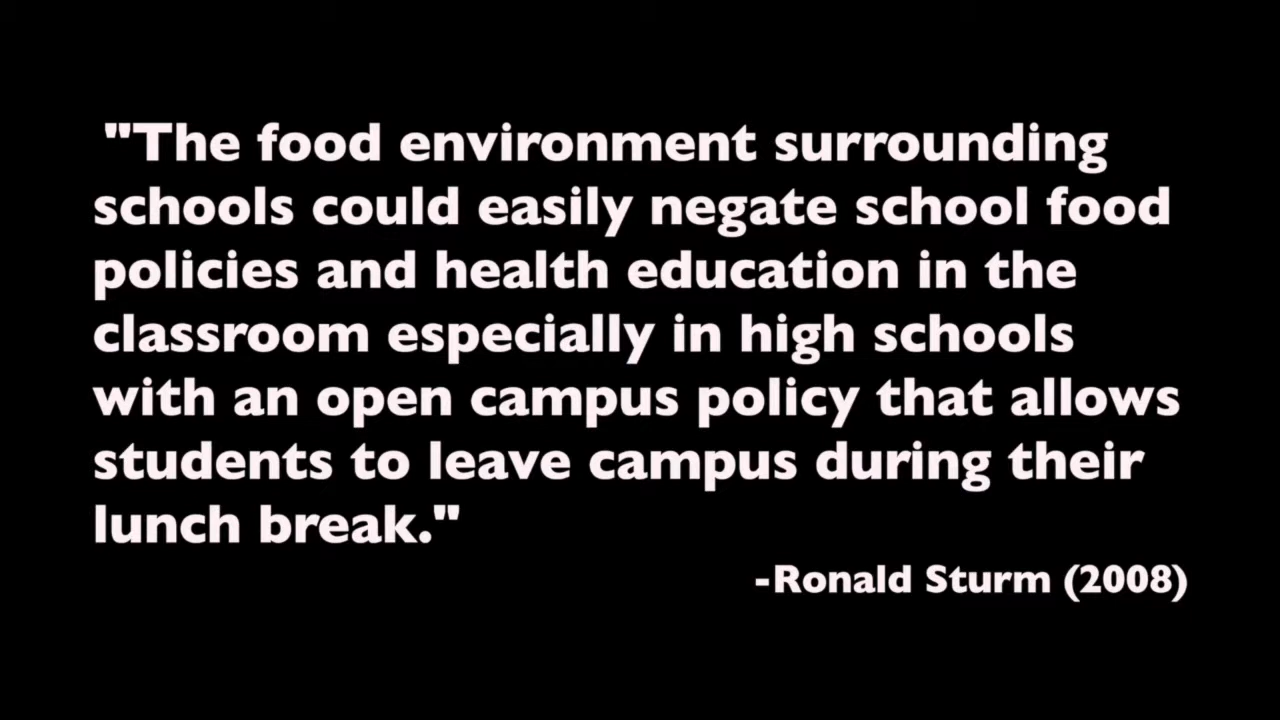 "The food environment surrounding
schools could easily negate school food
policies and health education in the
classroom especially in high schools
with an open campus policy that allows
students to leave campus during their
lunch break."
-Ronald Sturm (2008)